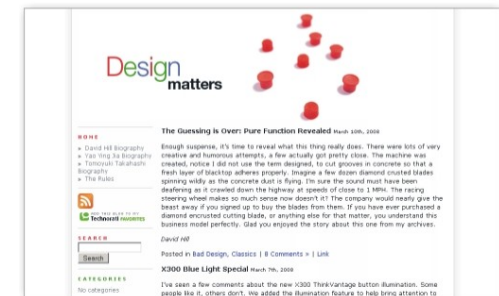 Design
matters
HOME
» David Hill Biography
» Yao Ying Jia Biography
» Tomoyuki Takahashi
Biography
» The Rules
ADD THIS BLOG TO MY
Technorati FAVORITES
SEARCH
Search
CATEGORIES
No categories
The Guessing is Over: Pure Function Revealed March 10th, 2008
Enough suspense, it's time to reveal what this thing really does. There were lots of very
creative and humorous attempts, a few actually got pretty close. The machine was
created, notice I did not use the term designed, to cut grooves in concrete so that a
fresh layer of blacktop adheres properly. Imagine a few dozen diamond crusted blades
spinning wildly as the concrete dust is flying. I'm sure the sound must have been
deafening as it crawled down the highway at speeds of close to 1 MPH. The racing
steering wheel makes so much sense now doesn't it? The company would nearly give the
beast away if you signed up to buy the blades from them. If you have ever purchased a
diamond encrusted cutting blade, or anything else for that matter, you understand this
business model perfectly. Glad you enjoyed the story about this one from my archives.
David Hill
Posted in Bad Design, Classics | 8 Comments » | Link
X300 Blue Light Special March 7th, 2008
I've seen a few comments about the new X300 ThinkVantage button illumination. Some
people like it, others don't. We added the illumination feature to help bring attention to